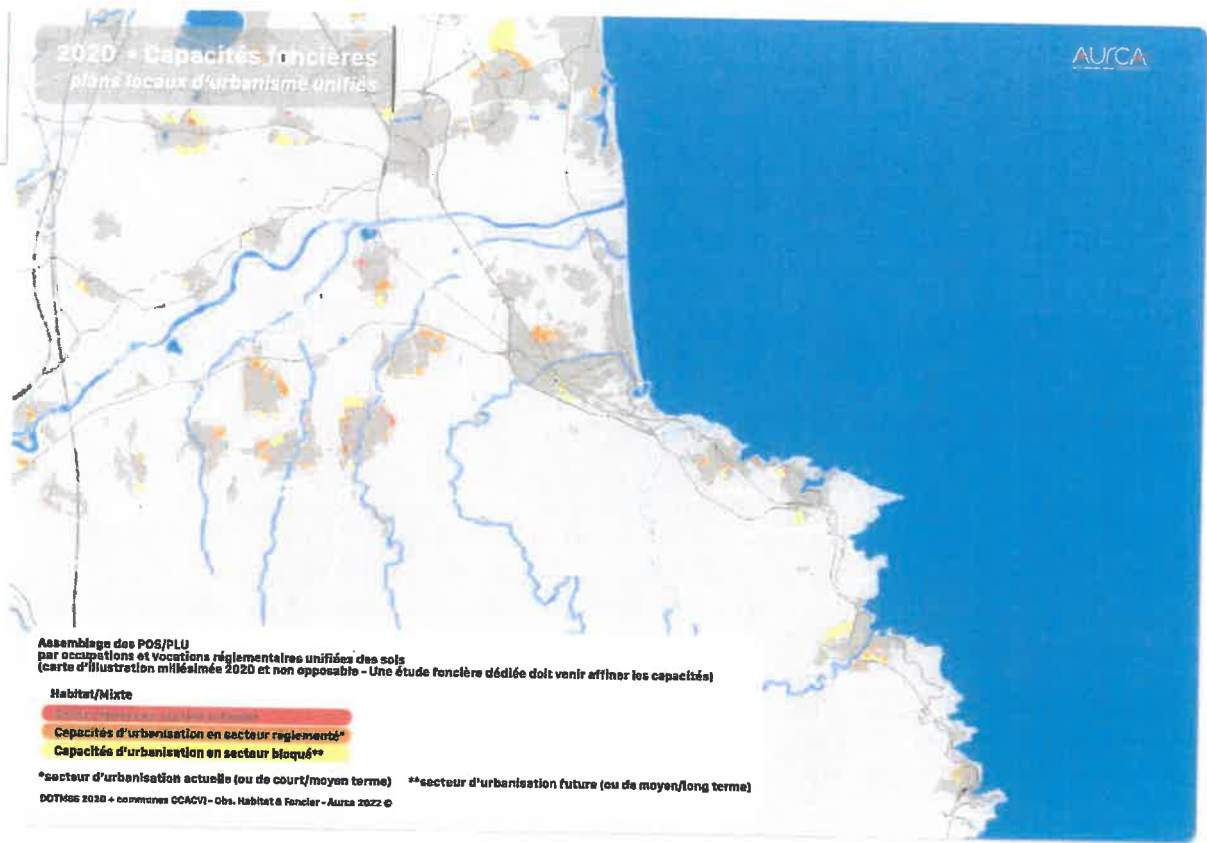 2020 • Capacités foncières
plans locaux d'urbanisme unifiés
AURCA
Assemblage des POS/PLU
par occupations et vocations réglementaires unifiées des sols
(carte d'illustration millésimée 2020 et non opposable - Une étude foncière dédiée doit venir affiner les capacités)
Habitat/Mixte
Capacités d'urbanisation en secteur réglementé*
Capacités d'urbanisation en secteur bloqué**
*secteur d'urbanisation actuelle (ou de court/moyen terme) **secteur d'urbanisation future (ou de moyen/long terme)
DDTM66 2020 + communes CCACVI - Obs. Habitat & Foncier - Aurca 2022 ©